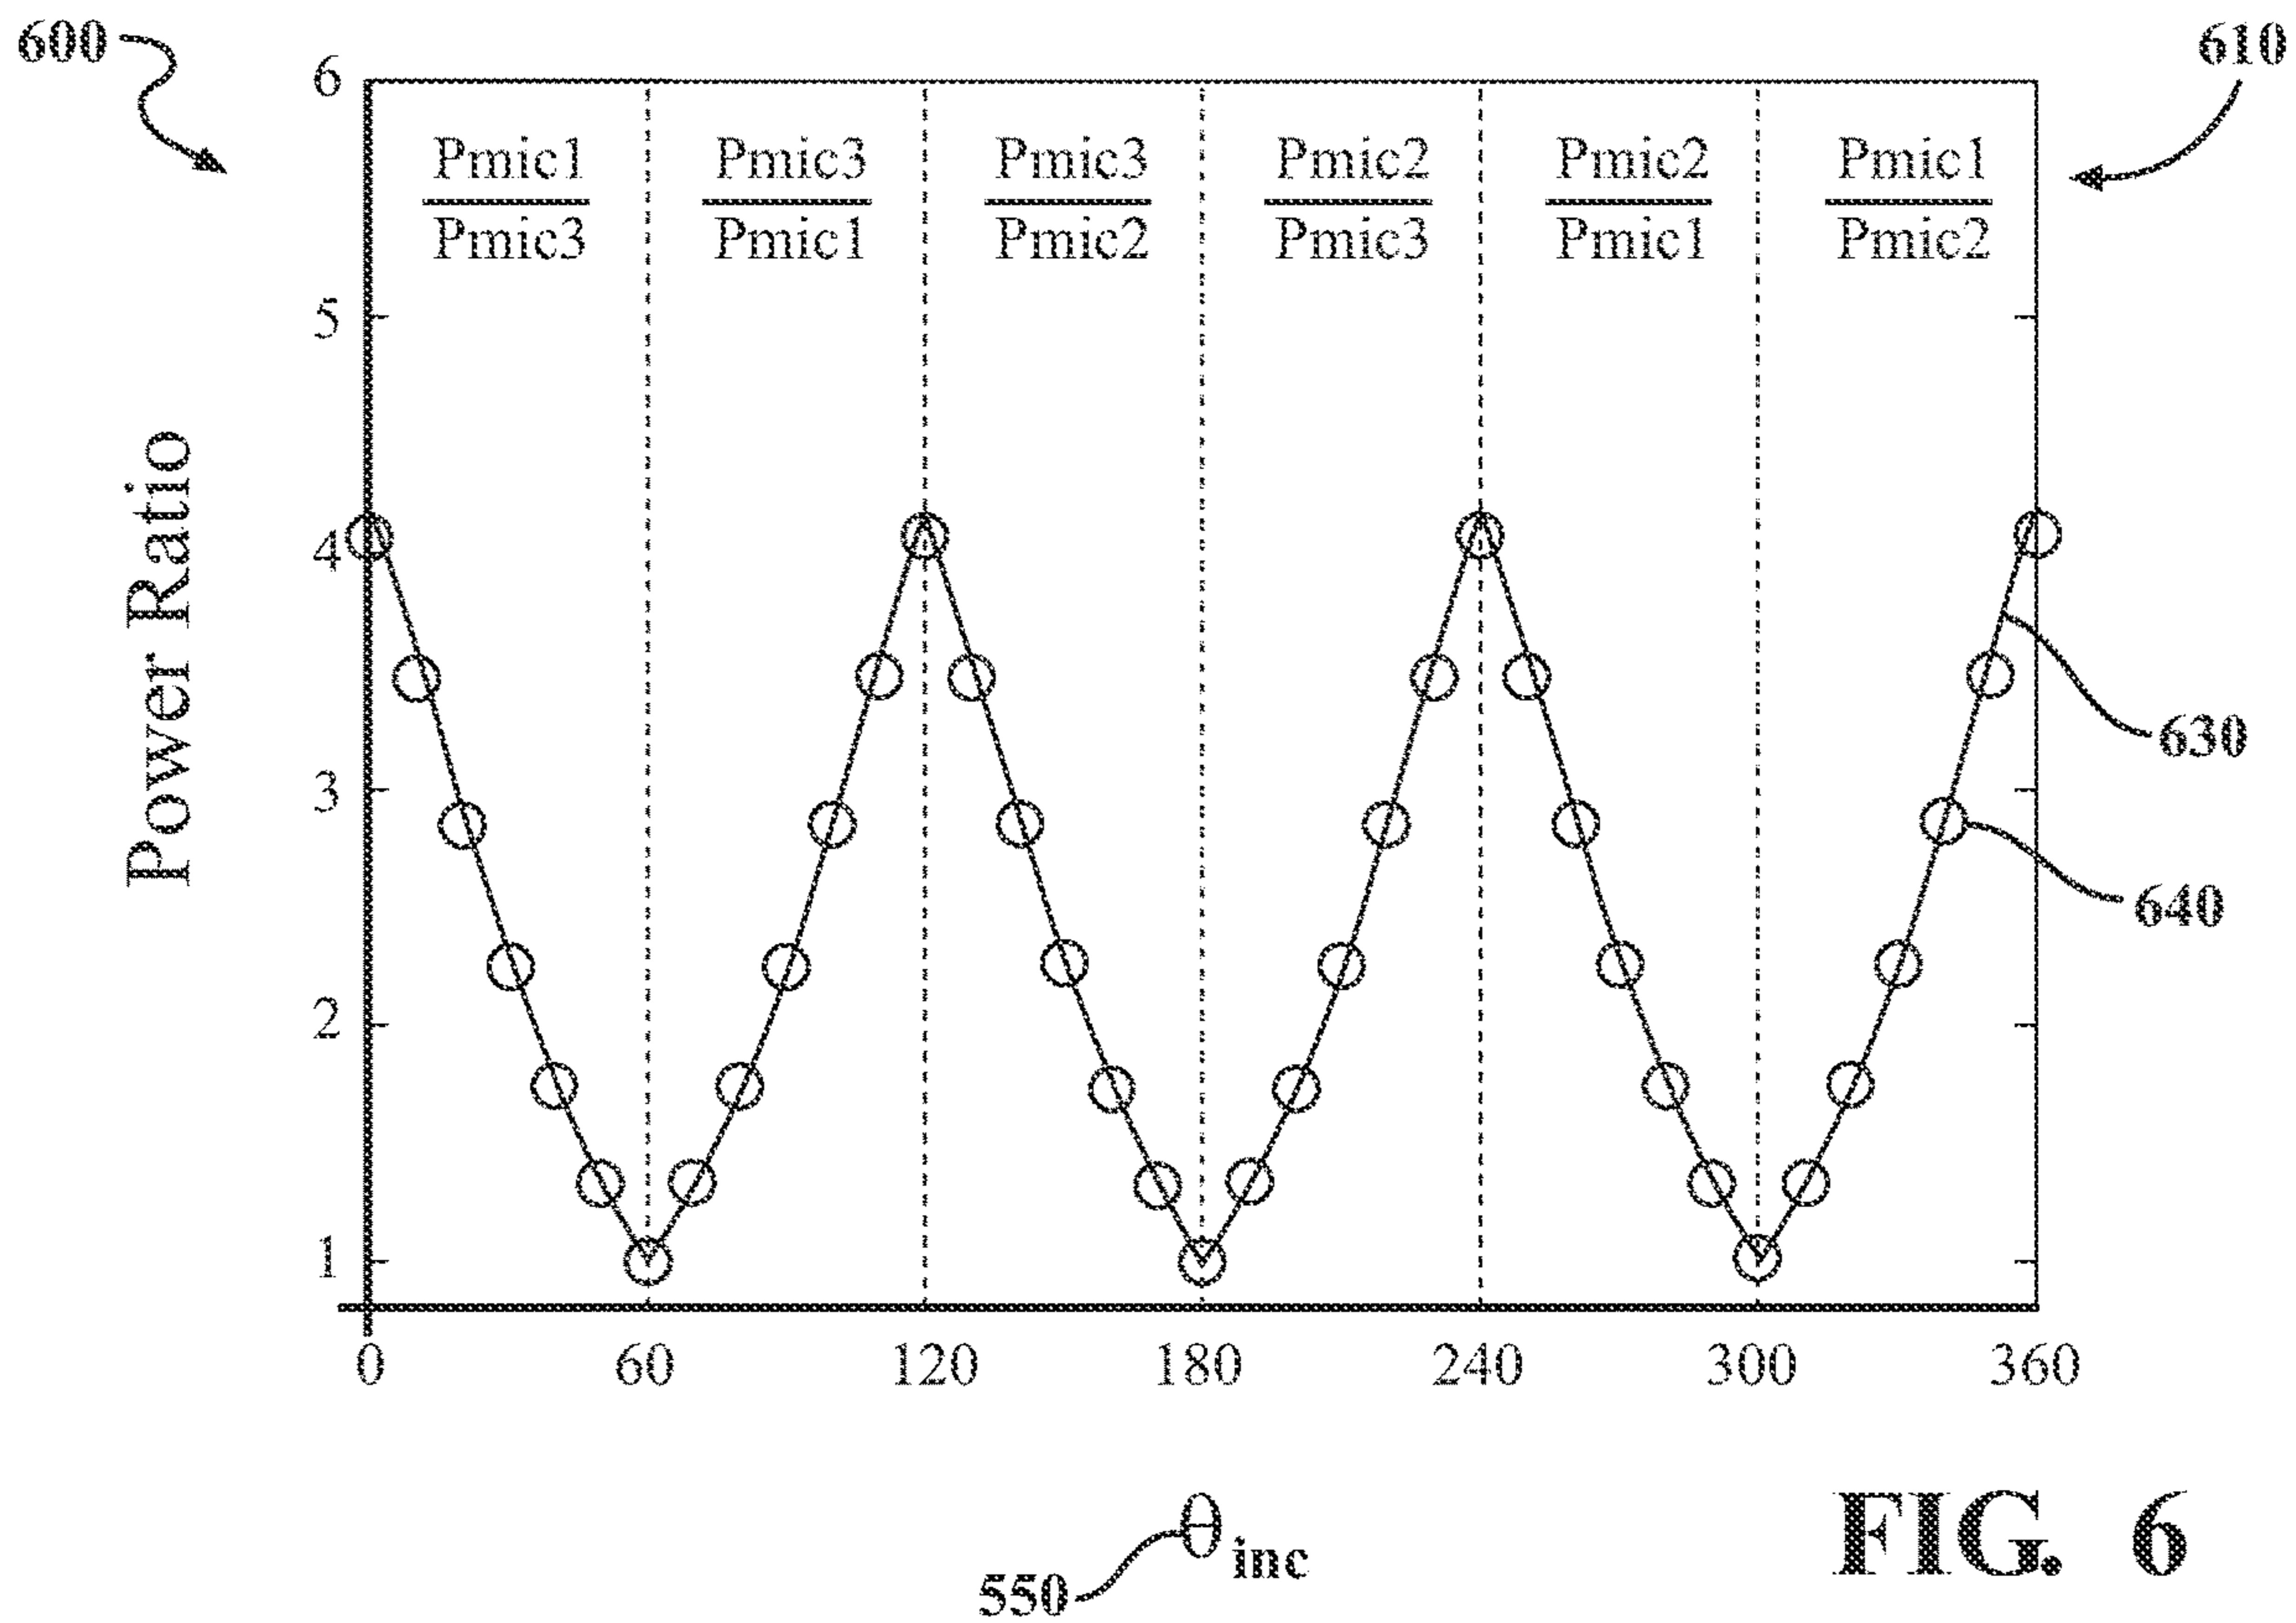 600
610
6
Pmic1 Pmic3 Pmic3 Pmic2 Pmic2 Pmic1
Pmic3 Pmic1 Pmic2 Pmic3 Pmic1 Pmic2
5
4
3
2
1
Power Ratio
630
640
0 60 120 180 240 300 360
θinc
550
FIG. 6